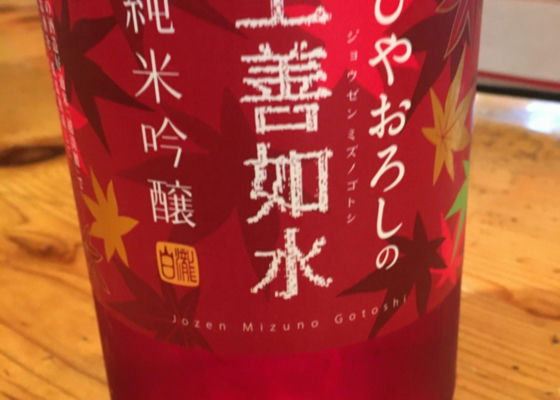 ひやおろしの
ジョウゼンミズノゴトシ
上善如水
純米吟醸
白瀧
Jozen Mizuno Gotoshi